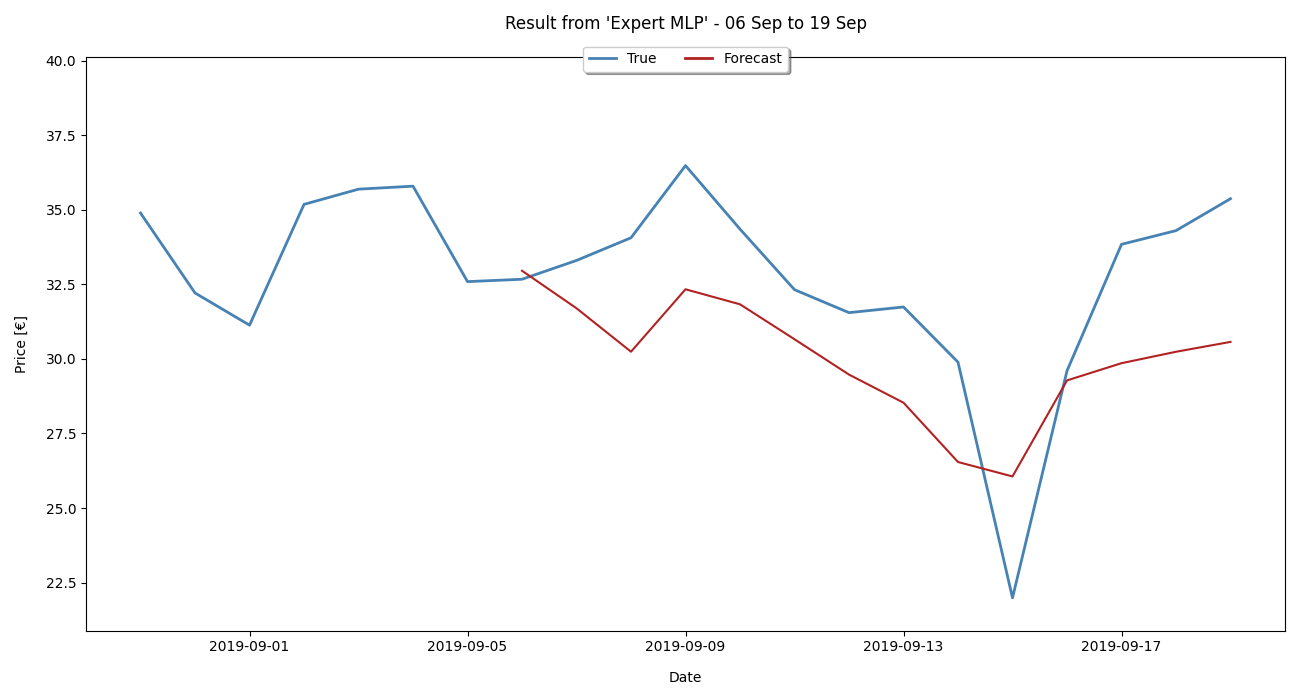 Result from 'Expert MLP' - 06 Sep to 19 Sep
True Forecast
40.0
37.5
35.0
32.5
30.0
27.5
25.0
22.5
Price [€]
2019-09-01 2019-09-05 2019-09-09 2019-09-13 2019-09-17
Date